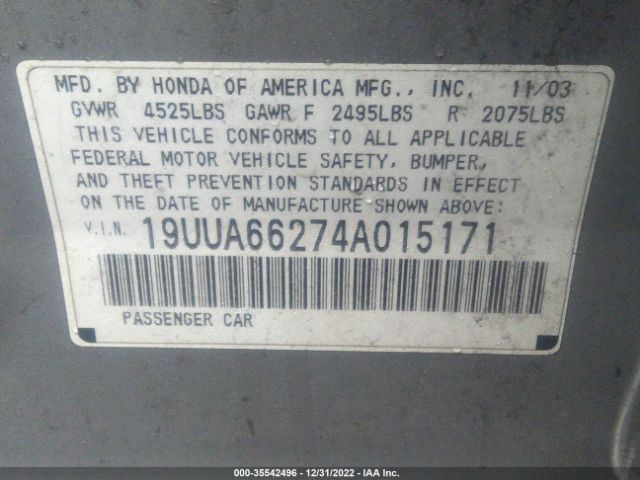 MFD. BY HONDA OF AMERICA MFG., INC. 11/03
GVWR 4525LBS GAWR F 2495LBS R 2075LBS
THIS VEHICLE CONFORMS TO ALL APPLICABLE
FEDERAL MOTOR VEHICLE SAFETY, BUMPER,
AND THEFT PREVENTION STANDARDS IN EFFECT
ON THE DATE OF MANUFACTURE SHOWN ABOVE:
V.I.N. 19UUA66274A015171
PASSENGER CAR
000-35542496 - 12/31/2022 - IAA Inc.